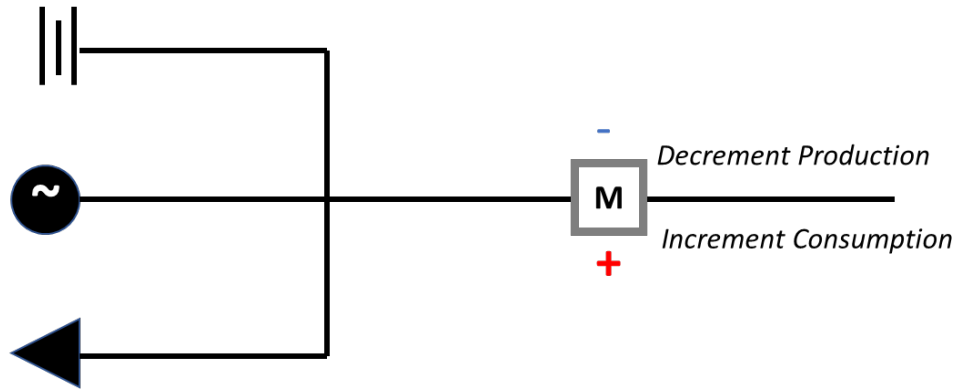 -
Decrement Production
~
M
Increment Consumption
+